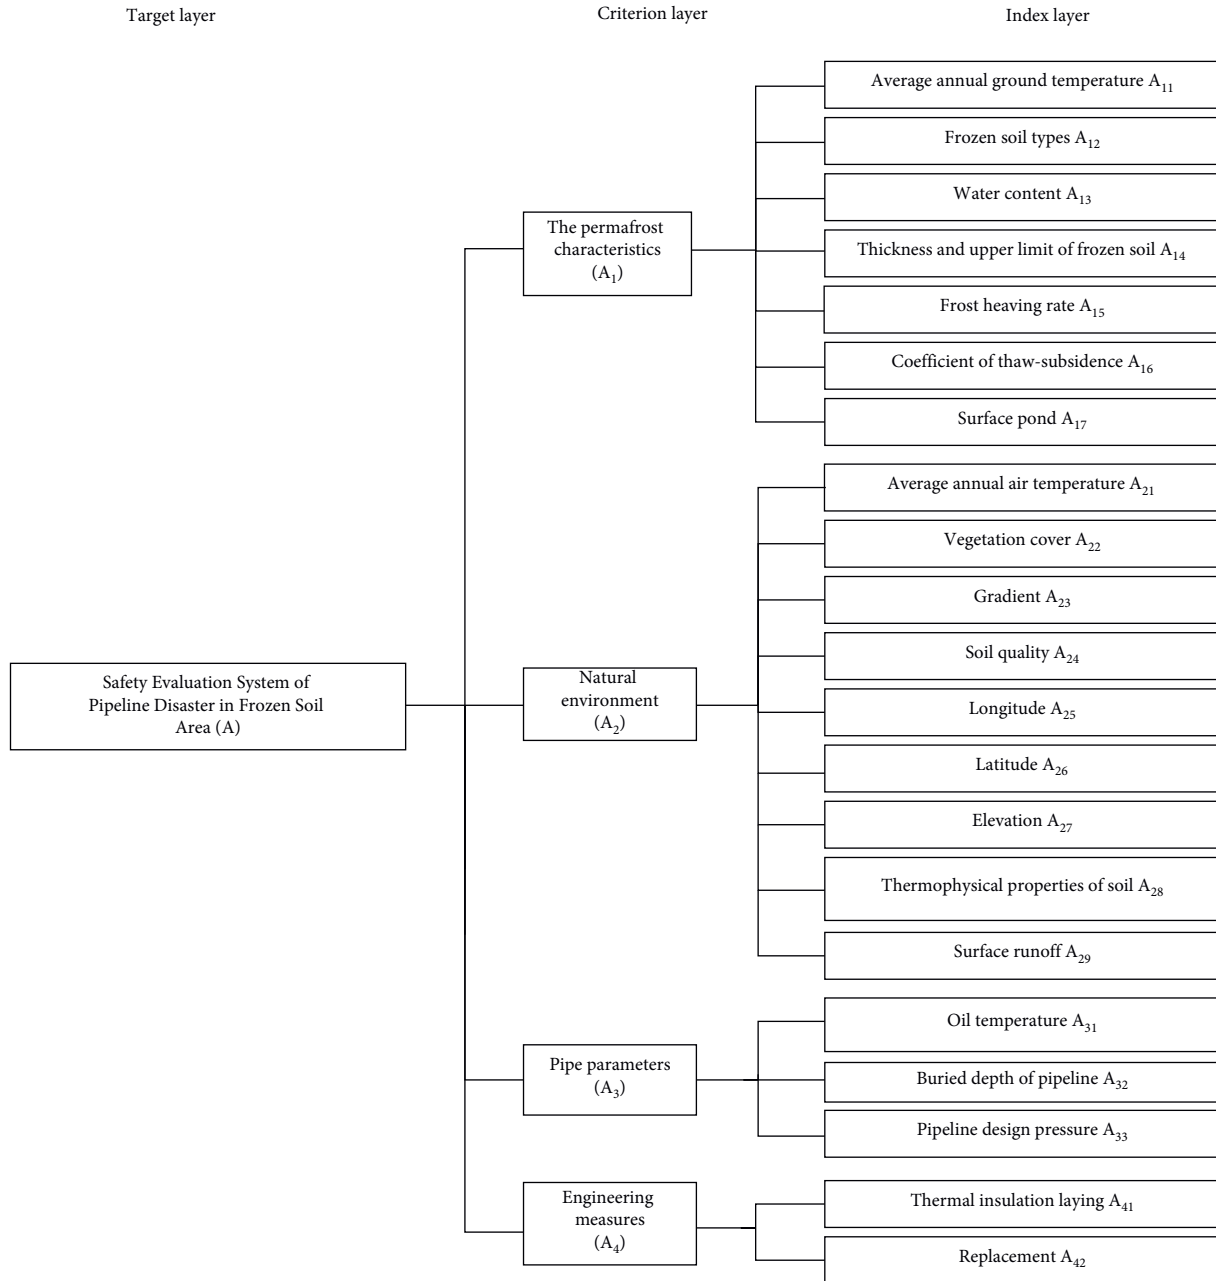 Target layer
Criterion layer
Index layer
Safety Evaluation System of
Pipeline Disaster in Frozen Soil
Area (A)
The permafrost
characteristics
(A₁)
Natural
environment
(A₂)
Pipe parameters
(A₃)
Engineering
measures
(A₄)
Average annual ground temperature A₁₁
Frozen soil types A₁₂
Water content A₁₃
Thickness and upper limit of frozen soil A₁₄
Frost heaving rate A₁₅
Coefficient of thaw-subsidence A₁₆
Surface pond A₁₇
Average annual air temperature A₂₁
Vegetation cover A₂₂
Gradient A₂₃
Soil quality A₂₄
Longitude A₂₅
Latitude A₂₆
Elevation A₂₇
Thermophysical properties of soil A₂₈
Surface runoff A₂₉
Oil temperature A₃₁
Buried depth of pipeline A₃₂
Pipeline design pressure A₃₃
Thermal insulation laying A₄₁
Replacement A₄₂